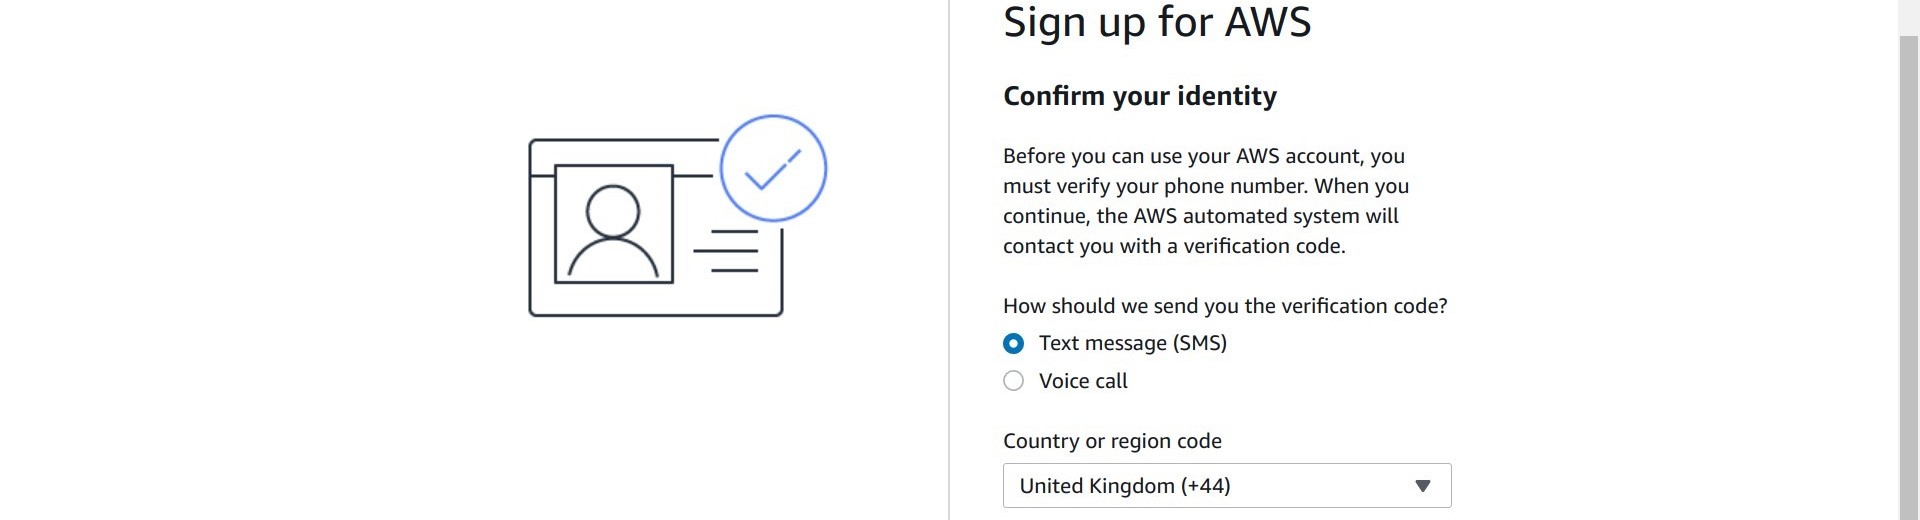 Sign up for AWS
Confirm your identity
Before you can use your AWS account, you
must verify your phone number. When you
continue, the AWS automated system will
contact you with a verification code.
How should we send you the verification code?
Text message (SMS)
Voice call
Country or region code
United Kingdom (+44)